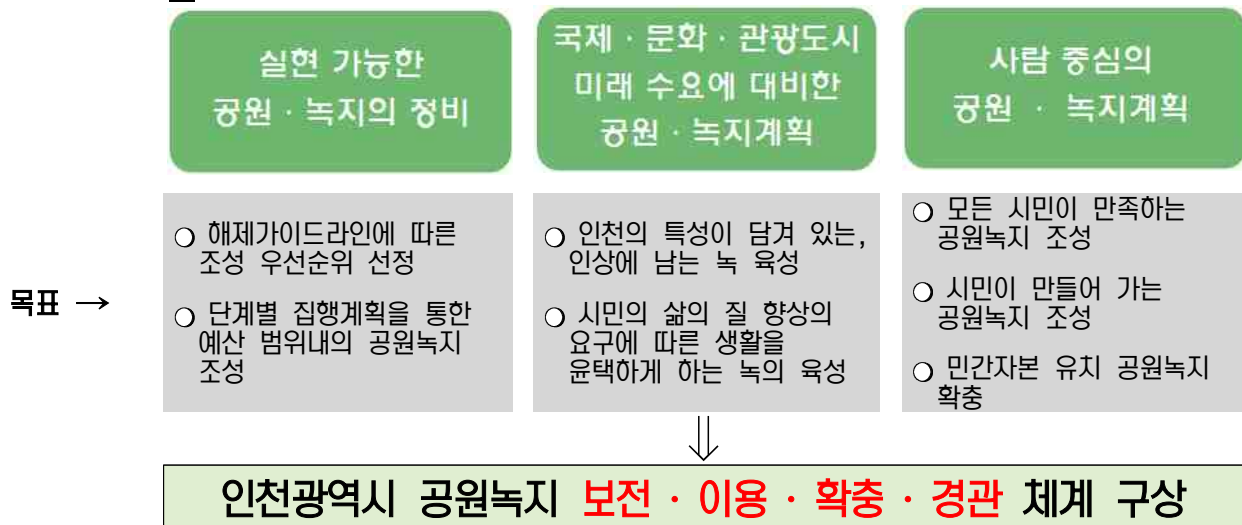 실현 가능한
공원 · 녹지의 정비
국제 · 문화 · 관광도시
미래 수요에 대비한
공원 · 녹지계획
사람 중심의
공원 · 녹지계획
목표 →
○ 해제가이드라인에 따른
조성 우선순위 선정
○ 단계별 집행계획을 통한
예산 범위내의 공원녹지
조성
○ 인천의 특성이 담겨 있는,
인상에 남는 녹 육성
○ 시민의 삶의 질 향상의
요구에 따른 생활을
윤택하게 하는 녹의 육성
○ 모든 시민이 만족하는
공원녹지 조성
○ 시민이 만들어 가는
공원녹지 조성
○ 민간자본 유치 공원녹지
확충
인천광역시 공원녹지 보전 · 이용 · 확충 · 경관 체계 구상